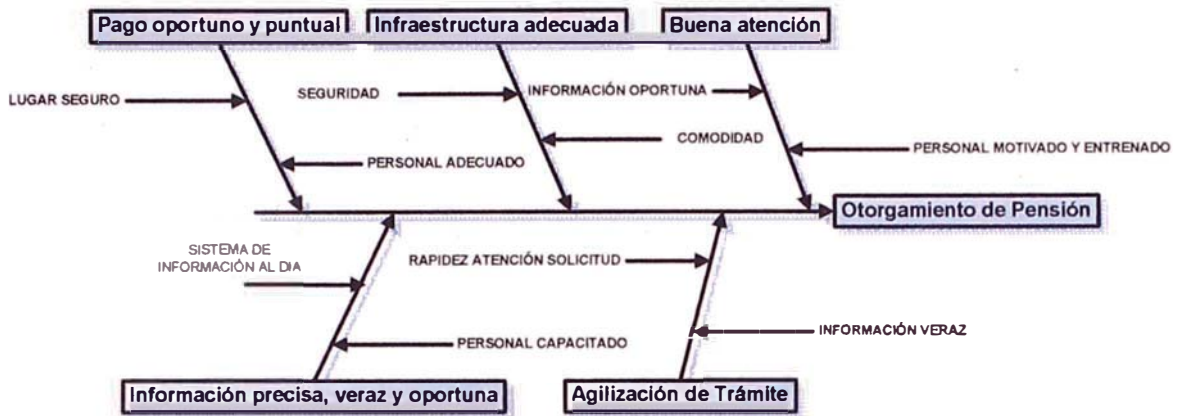 Pago oportuno y puntual
Infraestructura adecuada
Buena atención
LUGAR SEGURO
SEGURIDAD
INFORMACIÓN OPORTUNA
COMODIDAD
PERSONAL ADECUADO
PERSONAL MOTIVADO Y ENTRENADO
Otorgamiento de Pensión
SISTEMA DE
INFORMACIÓN AL DIA
RAPIDEZ ATENCIÓN SOLICITUD
INFORMACIÓN VERAZ
PERSONAL CAPACITADO
Información precisa, veraz y oportuna
Agilización de Trámite